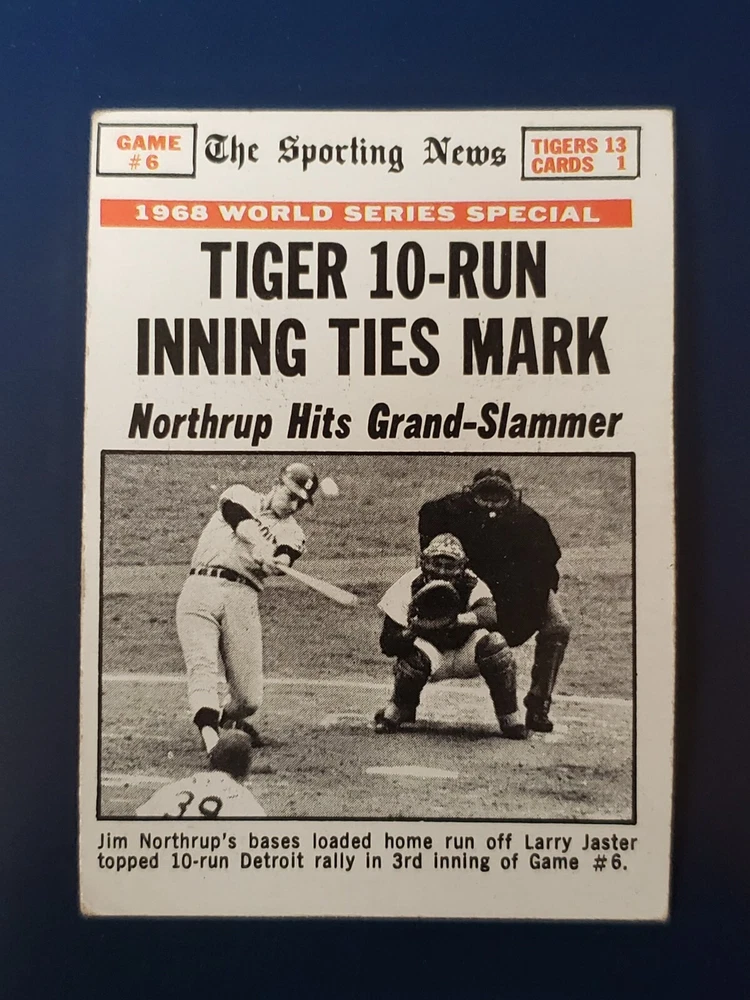 GAME
#6
The Sporting News
TIGERS 13
CARDS 1
1968 WORLD SERIES SPECIAL
TIGER 10-RUN
INNING TIES MARK
Northrup Hits Grand-Slammer
39
Jim Northrup's bases loaded home run off Larry Jaster
topped 10-run Detroit rally in 3rd inning of Game #6.